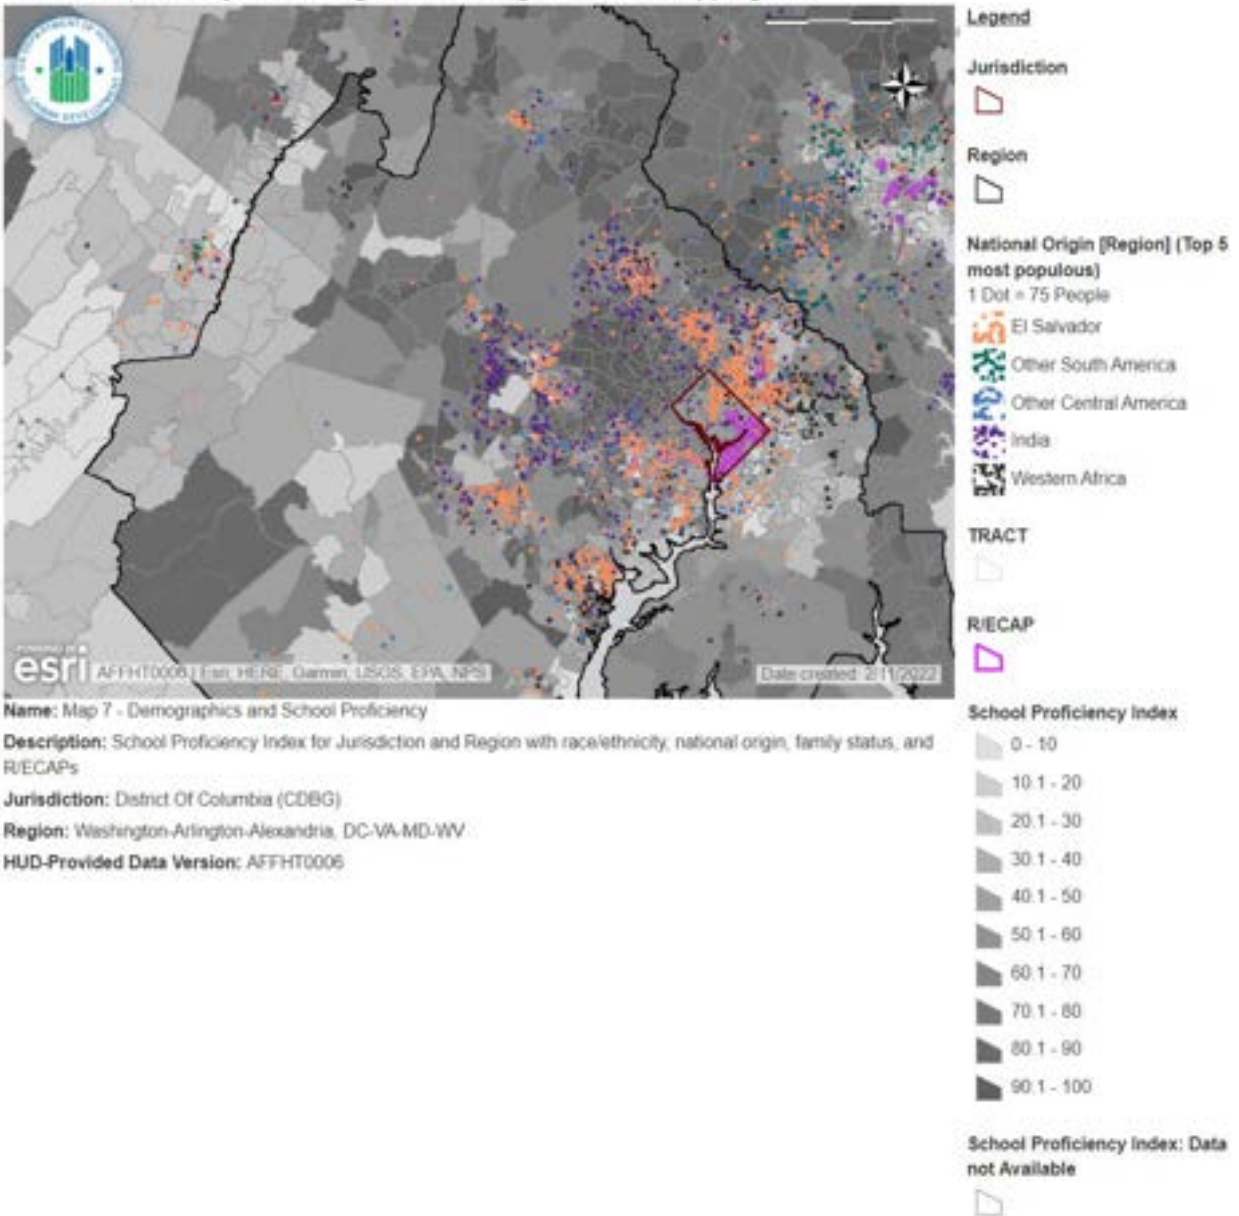 Legend
Jurisdiction
Region
National Origin [Region] (Top 5
most populous)
1 Dot = 75 People
El Salvador
Other South America
Other Central America
India
Western Africa
TRACT
R/ECAP
School Proficiency Index
0 - 10
10.1 - 20
20.1 - 30
30.1 - 40
40.1 - 50
50.1 - 60
60.1 - 70
70.1 - 80
80.1 - 90
90.1 - 100
School Proficiency Index: Data
not Available
esri
AFFHT0006 | Esri, HERE, Garmin, USGS, EPA, NPS
Date created: 2/11/2022
Name: Map 7 - Demographics and School Proficiency
Description: School Proficiency Index for Jurisdiction and Region with race/ethnicity, national origin, family status, and
R/ECAPs
Jurisdiction: District Of Columbia (CDBG)
Region: Washington-Arlington-Alexandria, DC-VA-MD-WV
HUD-Provided Data Version: AFFHT0006